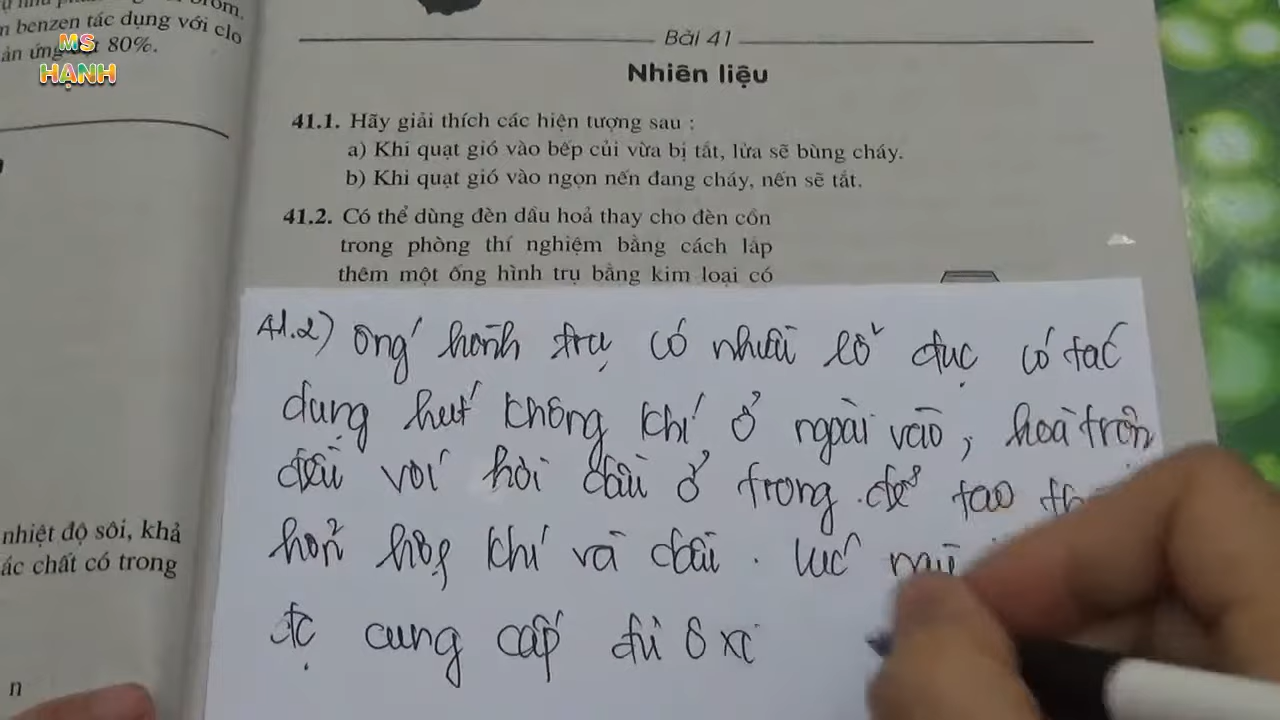 n benzen tác dụng với clo
80%.
MS
HẠNH
Bài 41
Nhiên liệu
41.1. Hãy giải thích các hiện tượng sau :
a) Khi quạt gió vào bếp củi vừa bị tắt, lửa sẽ bùng cháy.
b) Khi quạt gió vào ngọn nến đang cháy, nến sẽ tắt.
41.2. Có thể dùng đèn dầu hoả thay cho đèn cồn
trong phòng thí nghiệm bằng cách lắp
thêm một ống hình trụ bằng kim loại có
41.2) Ống hình trụ có nhiều lỗ đục có tác
dụng hút không khí ở ngoài vào, hoà trộn
đều với hơi dầu ở trong để tạo
hỗn hợp khí và dầu. Lúc
đc cung cấp đủ ôxi
nhiệt độ sôi, khả
ác chất có trong
n